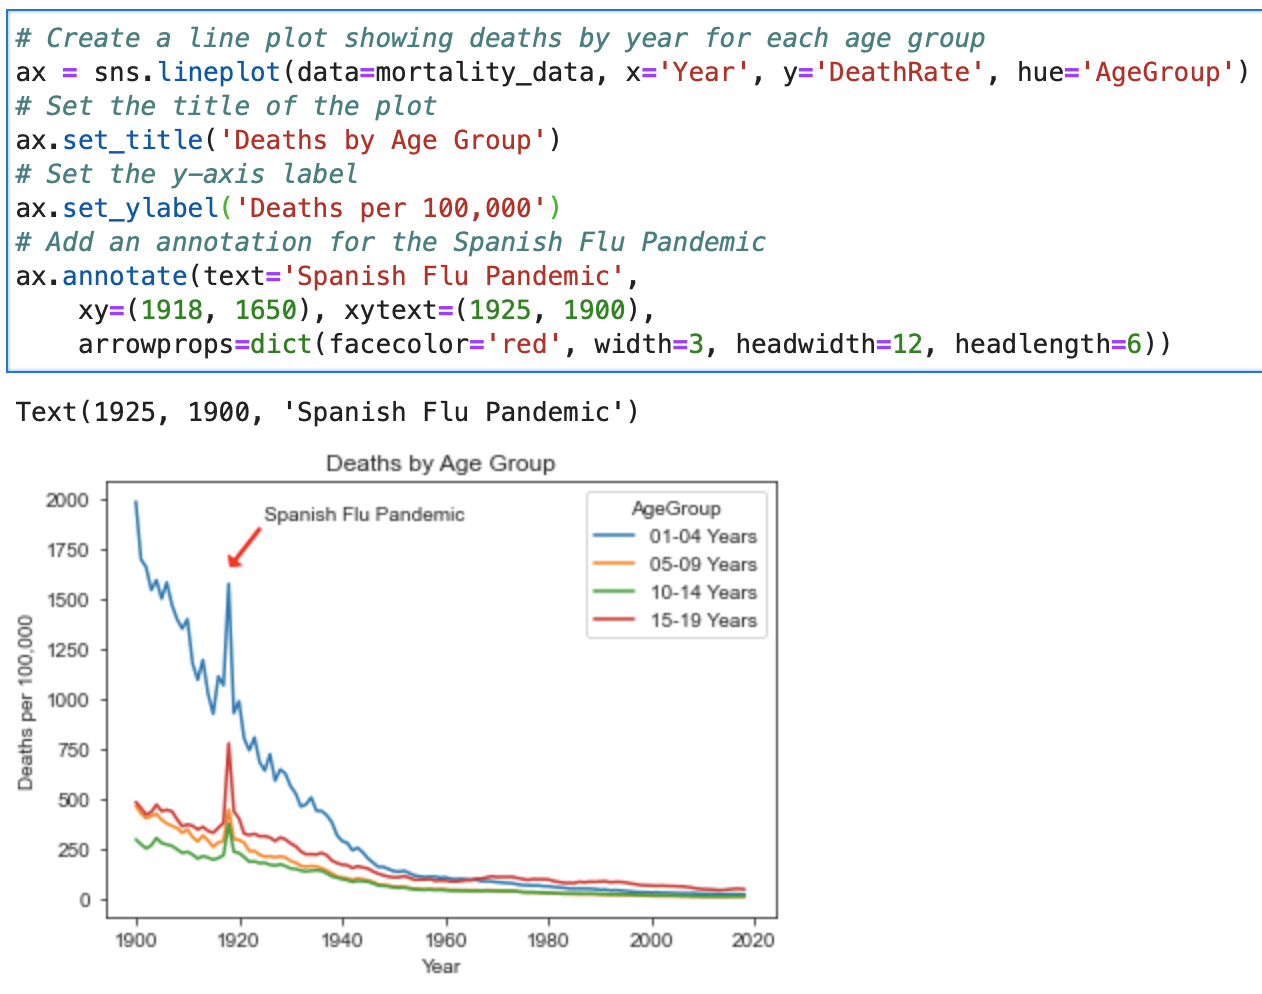 # Create a line plot showing deaths by year for each age group
ax = sns.lineplot(data=mortality_data, x='Year', y='DeathRate', hue='AgeGroup')
# Set the title of the plot
ax.set_title('Deaths by Age Group')
# Set the y-axis label
ax.set_ylabel('Deaths per 100,000')
# Add an annotation for the Spanish Flu Pandemic
ax.annotate(text='Spanish Flu Pandemic',
    xy=(1918, 1650), xytext=(1925, 1900),
    arrowprops=dict(facecolor='red', width=3, headwidth=12, headlength=6))
Text(1925, 1900, 'Spanish Flu Pandemic')
Deaths by Age Group
Deaths per 100,000
2000
1750
1500
1250
1000
750
500
250
0
Spanish Flu Pandemic
AgeGroup
01-04 Years
05-09 Years
10-14 Years
15-19 Years
1900 1920 1940 1960 1980 2000 2020
Year